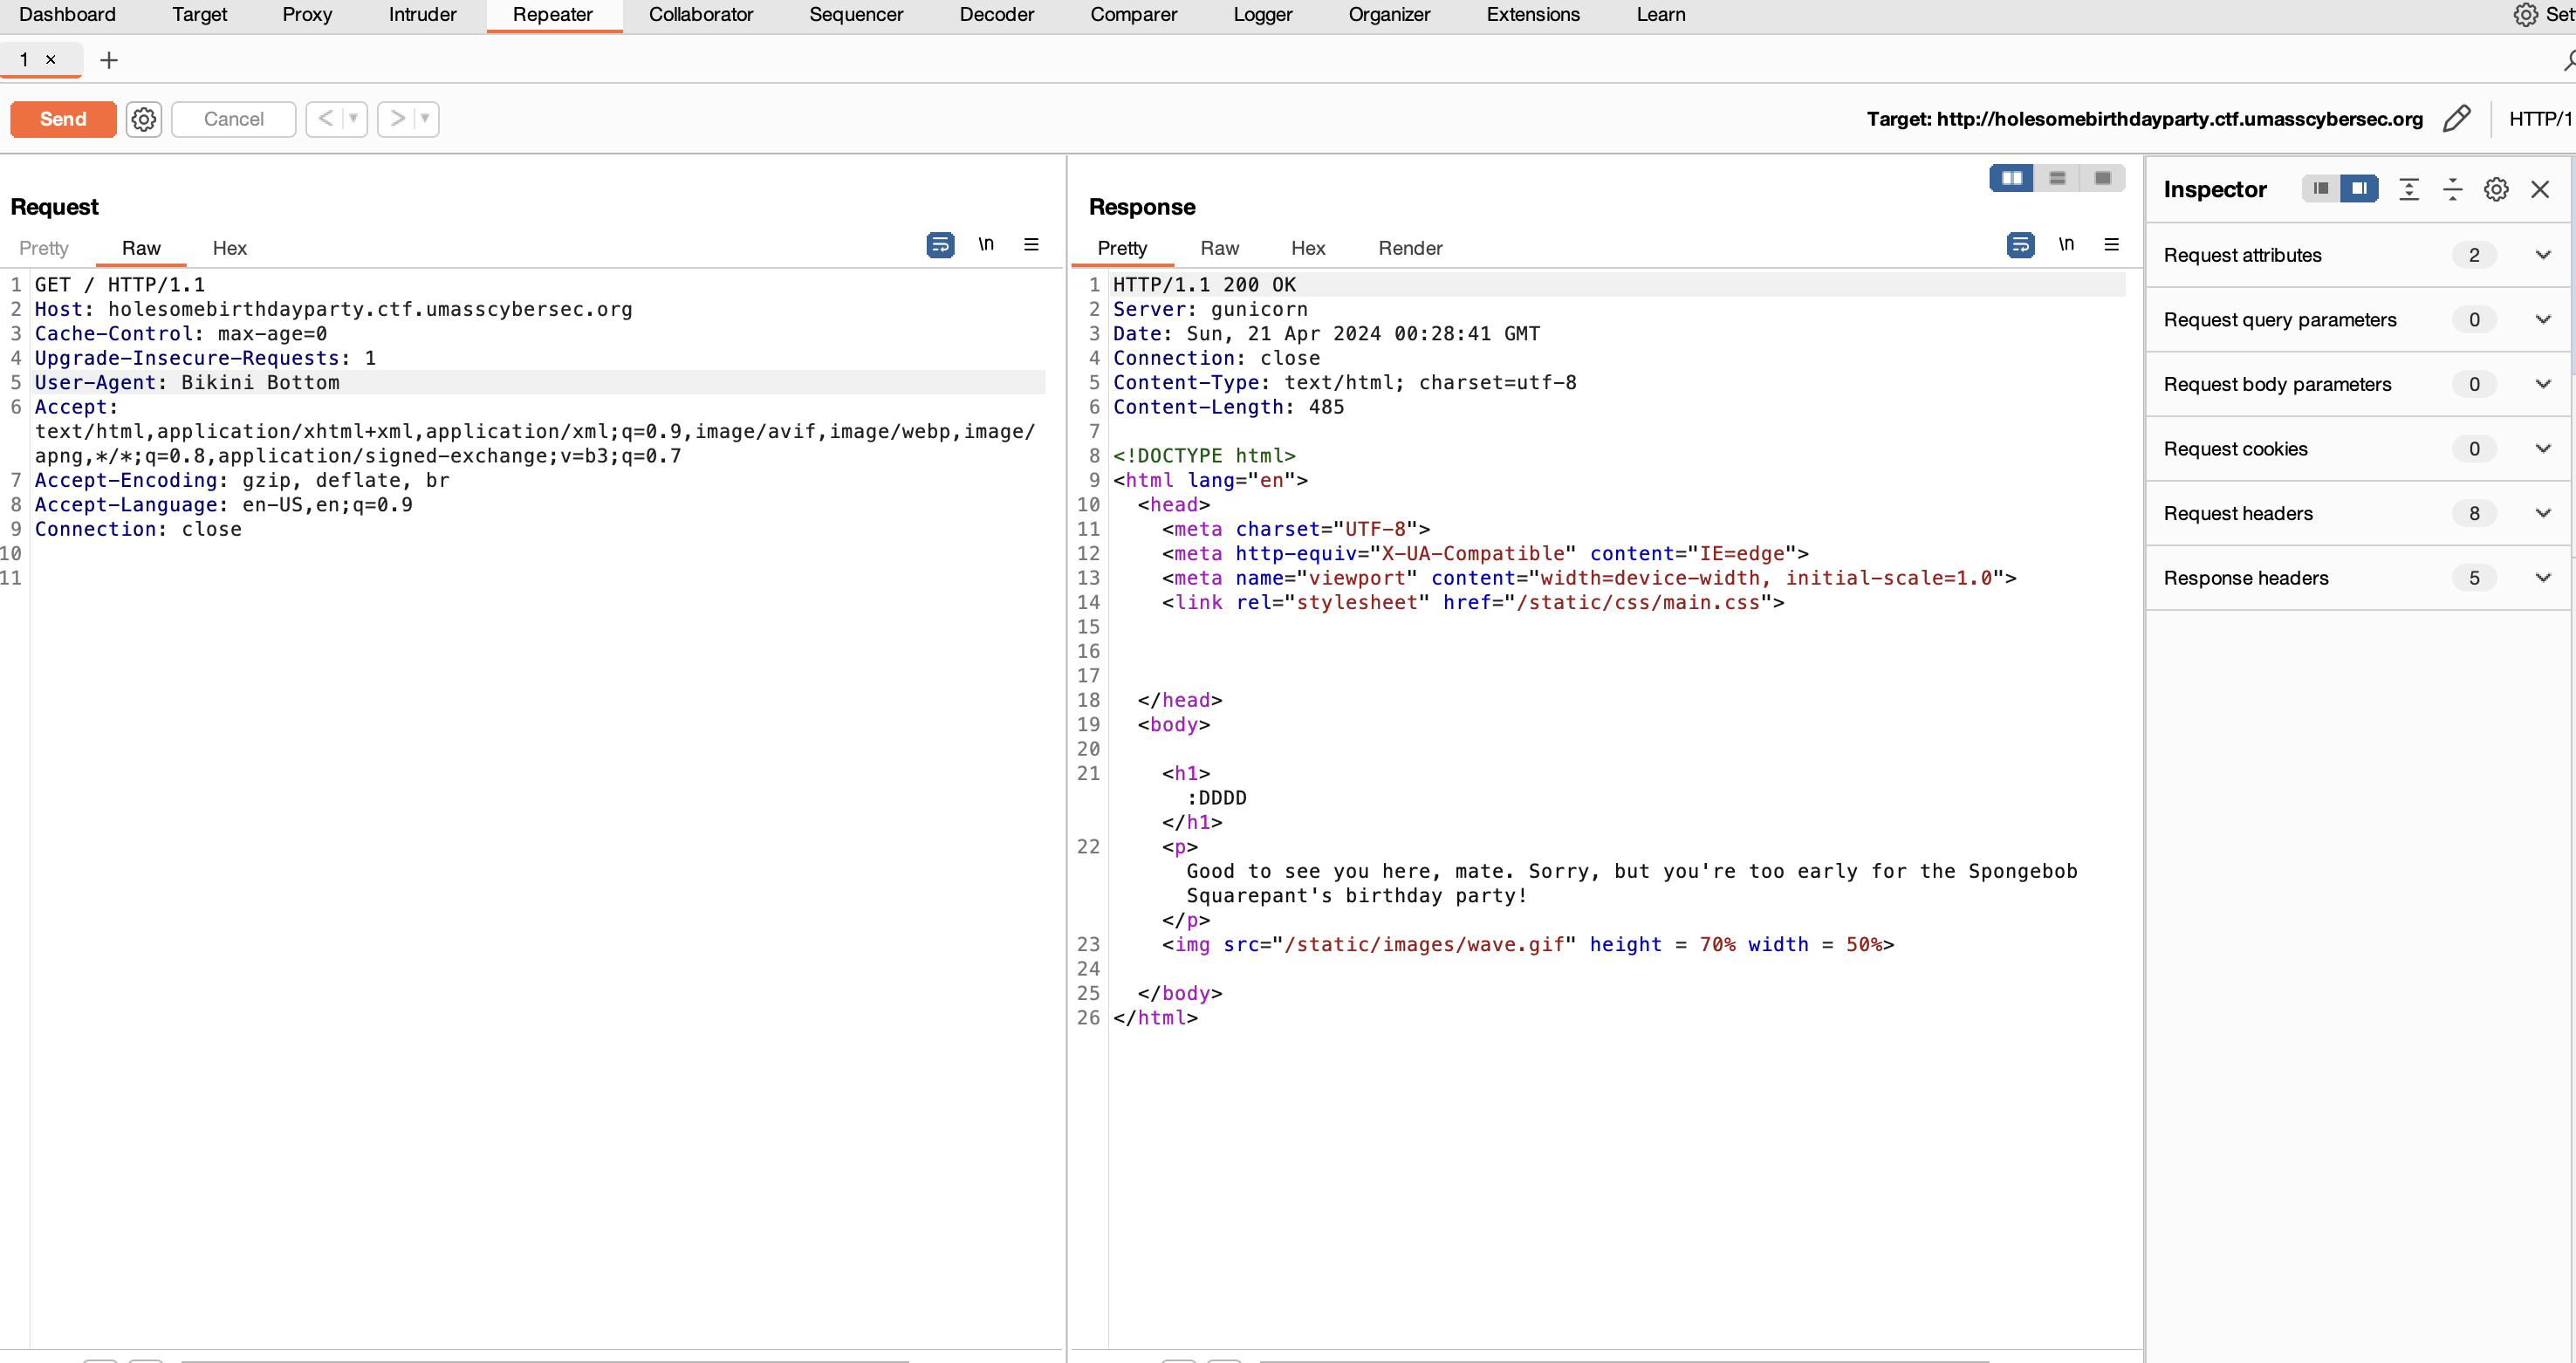 Dashboard Target Proxy Intruder Repeater Collaborator Sequencer Decoder Comparer Logger Organizer Extensions Learn
1 × +
Send Cancel < ▼ > ▼ Target: http://holesomebirthdayparty.ctf.umasscybersec.org HTTP/1
Request
Pretty Raw Hex \n
1 GET / HTTP/1.1
2 Host: holesomebirthdayparty.ctf.umasscybersec.org
3 Cache-Control: max-age=0
4 Upgrade-Insecure-Requests: 1
5 User-Agent: Bikini Bottom
6 Accept:
text/html,application/xhtml+xml,application/xml;q=0.9,image/avif,image/webp,image/
apng,*/*;q=0.8,application/signed-exchange;v=b3;q=0.7
7 Accept-Encoding: gzip, deflate, br
8 Accept-Language: en-US,en;q=0.9
9 Connection: close
10
11
Response
Pretty Raw Hex Render \n
1 HTTP/1.1 200 OK
2 Server: gunicorn
3 Date: Sun, 21 Apr 2024 00:28:41 GMT
4 Connection: close
5 Content-Type: text/html; charset=utf-8
6 Content-Length: 485
7
8 <!DOCTYPE html>
9 <html lang="en">
10 <head>
11 <meta charset="UTF-8">
12 <meta http-equiv="X-UA-Compatible" content="IE=edge">
13 <meta name="viewport" content="width=device-width, initial-scale=1.0">
14 <link rel="stylesheet" href="/static/css/main.css">
15
16
17
18 </head>
19 <body>
20
21 <h1>
:DDDD
</h1>
22 <p>
Good to see you here, mate. Sorry, but you're too early for the Spongebob
Squarepant's birthday party!
</p>
23 <img src="/static/images/wave.gif" height = 70% width = 50%>
24
25 </body>
26 </html>
Inspector
Request attributes 2
Request query parameters 0
Request body parameters 0
Request cookies 0
Request headers 8
Response headers 5